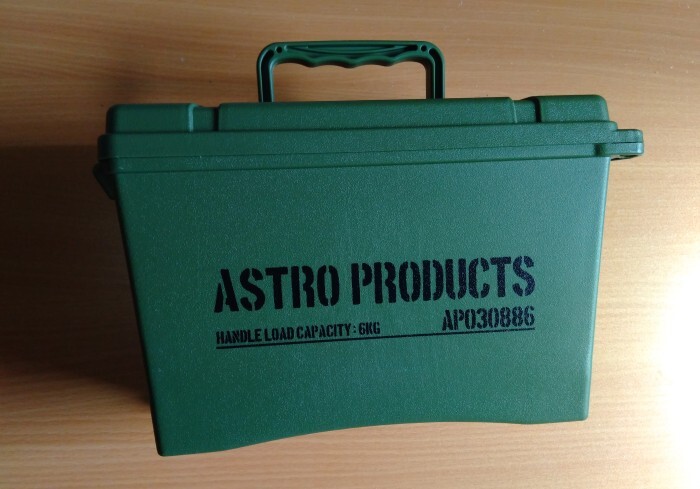 ASTRO PRODUCTS
HANDLE LOAD CAPACITY : 6KG AP030886